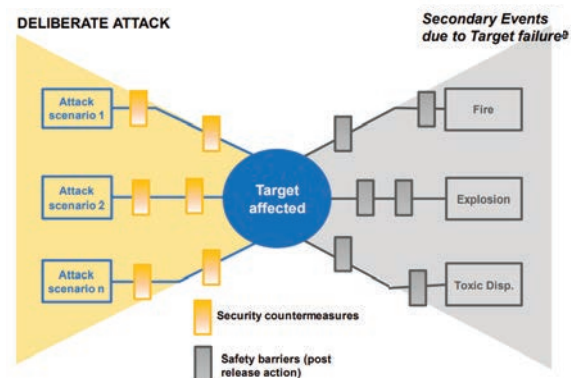 DELIBERATE ATTACK
Secondary Events
due to Target failureª
Attack
scenario 1
Attack
scenario 2
Attack
scenario n
Target
affected
Fire
Explosion
Toxic Disp.
Security countermeasures
Safety barriers (post
release action)